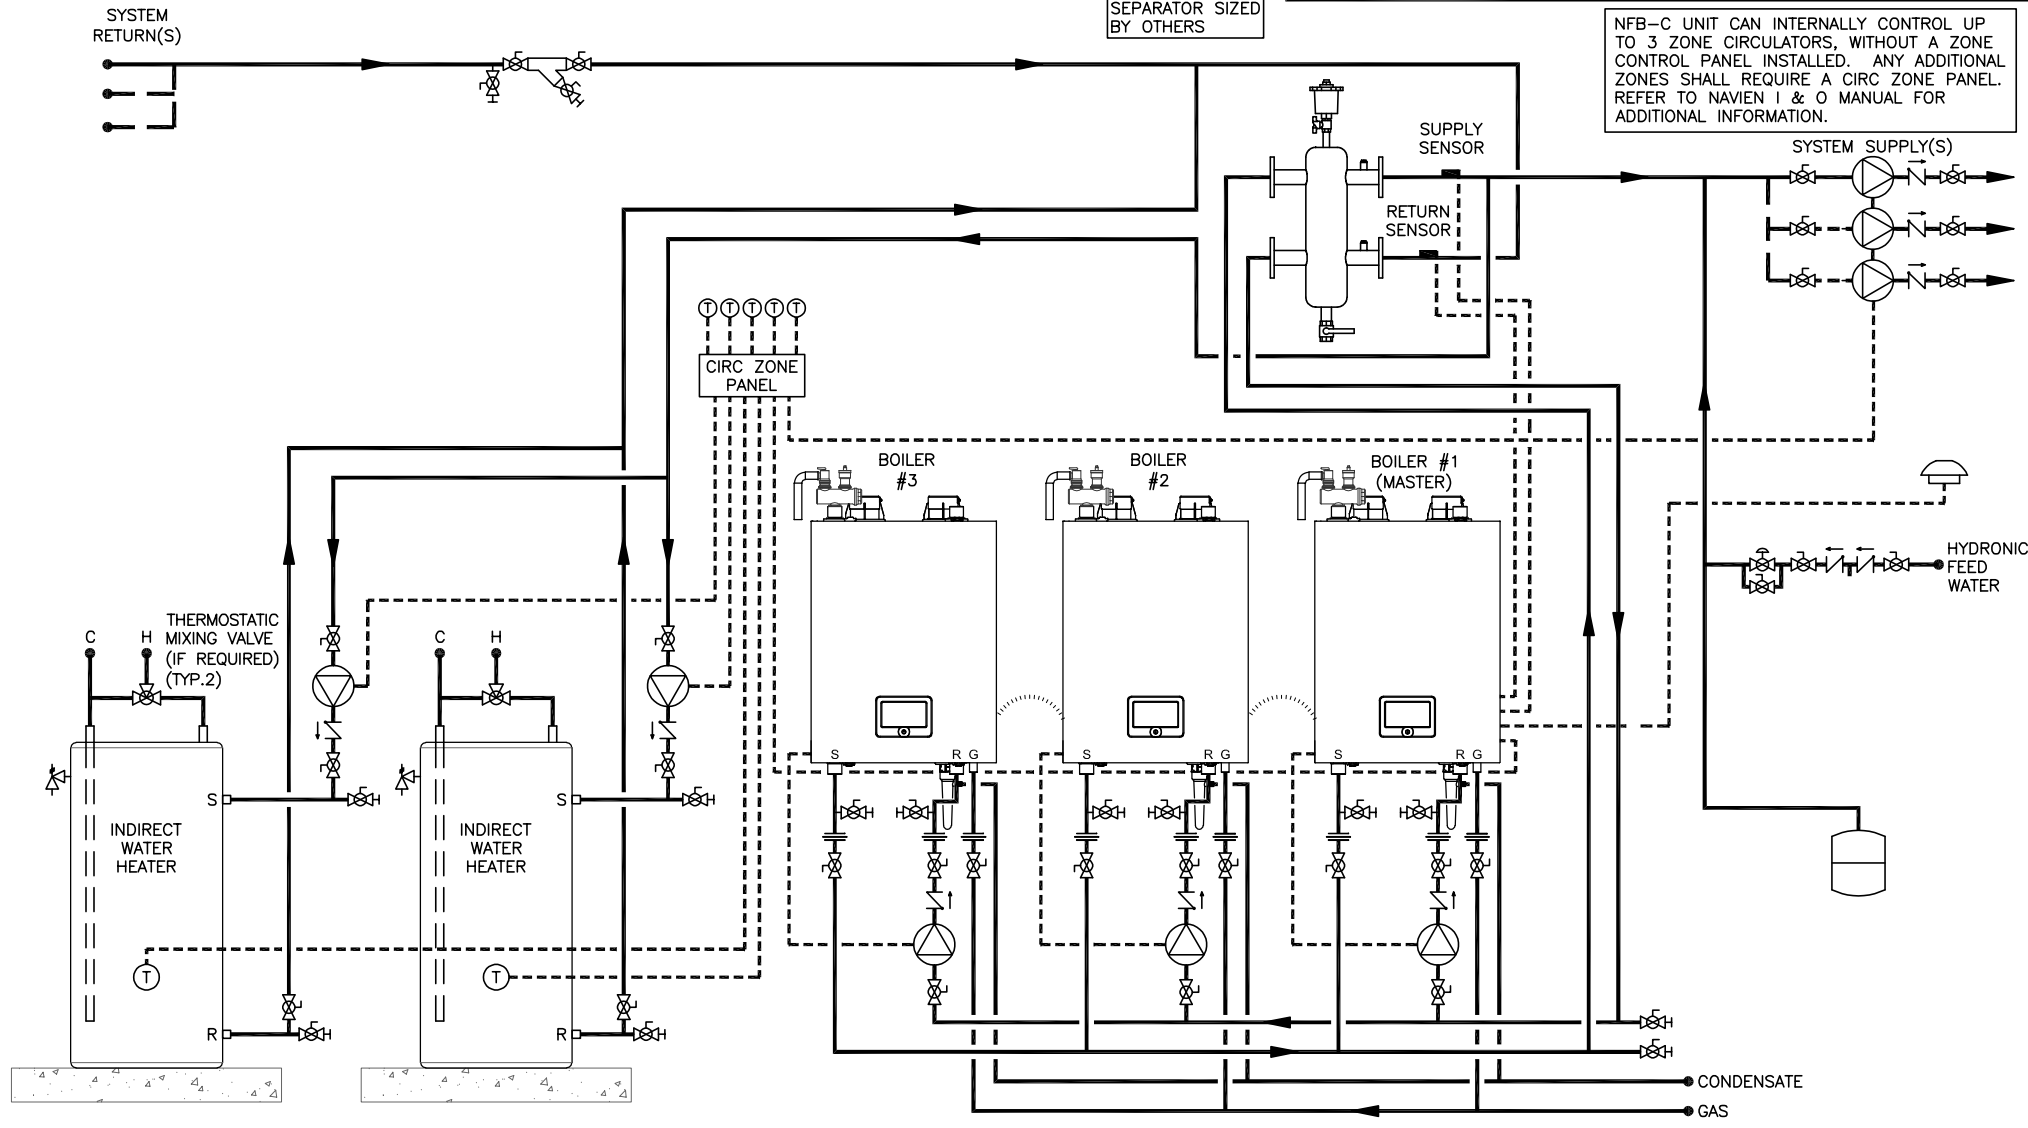 SEPARATOR SIZED
BY OTHERS
SYSTEM
RETURN(S)
NFB-C UNIT CAN INTERNALLY CONTROL UP
TO 3 ZONE CIRCULATORS, WITHOUT A ZONE
CONTROL PANEL INSTALLED. ANY ADDITIONAL
ZONES SHALL REQUIRE A CIRC ZONE PANEL.
REFER TO NAVIEN I & O MANUAL FOR
ADDITIONAL INFORMATION.
SUPPLY
SENSOR
SYSTEM SUPPLY(S)
RETURN
SENSOR
T T T T T
CIRC ZONE
PANEL
BOILER
#3
BOILER
#2
BOILER #1
(MASTER)
HYDRONIC
FEED
WATER
THERMOSTATIC
MIXING VALVE
(IF REQUIRED)
(TYP.2)
C H
C H
S R G
S R G
S R G
S
S
INDIRECT
WATER
HEATER
INDIRECT
WATER
HEATER
T
T
R
R
CONDENSATE
GAS